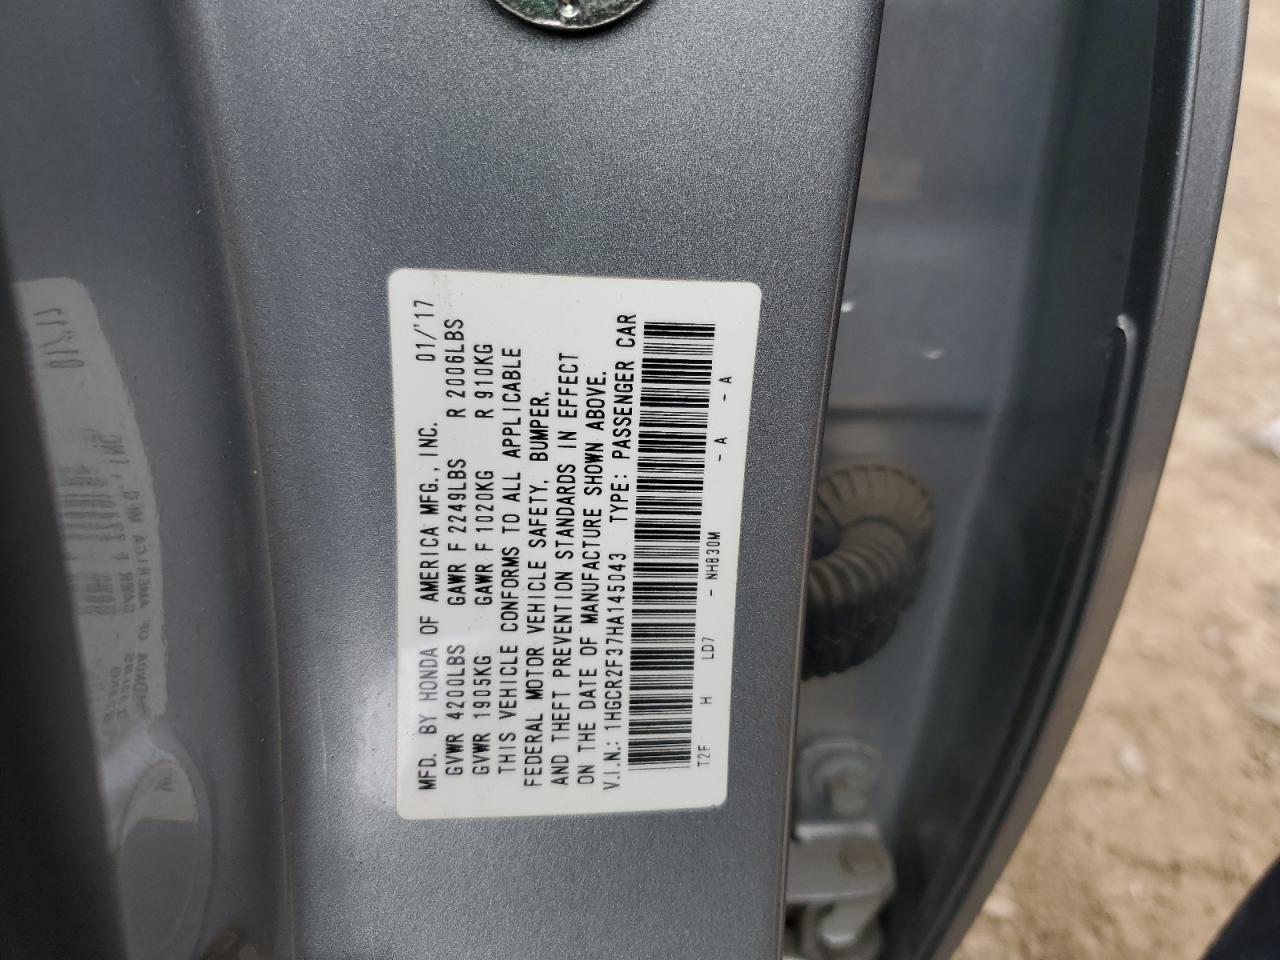 MFD. BY HONDA OF AMERICA MFG., INC. 01/'17
GVWR 4200LBS GAWR F 2249LBS R 2006LBS
GVWR 1905KG GAWR F 1020KG R 910KG
THIS VEHICLE CONFORMS TO ALL APPLICABLE
FEDERAL MOTOR VEHICLE SAFETY, BUMPER,
AND THEFT PREVENTION STANDARDS IN EFFECT
ON THE DATE OF MANUFACTURE SHOWN ABOVE.
V.I.N.: 1HGCR2F37HA145043 TYPE: PASSENGER CAR
T2F H LD7 - NH830M - A - A